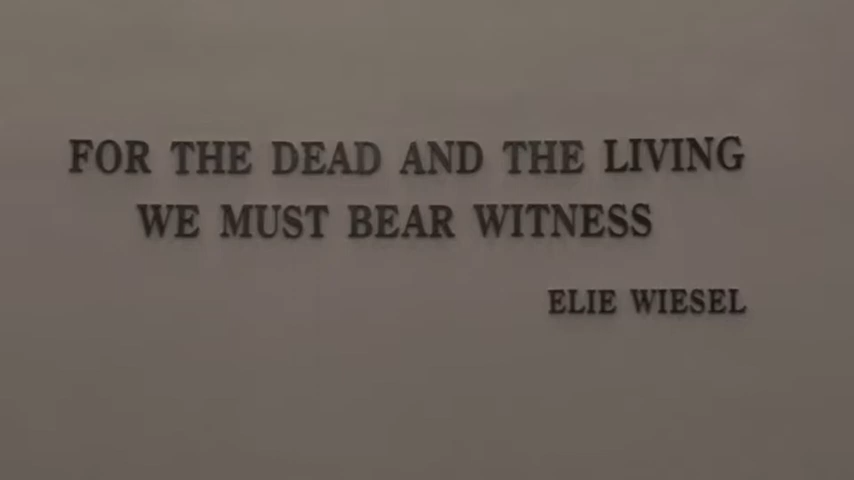 FOR THE DEAD AND THE LIVING
WE MUST BEAR WITNESS
ELIE WIESEL